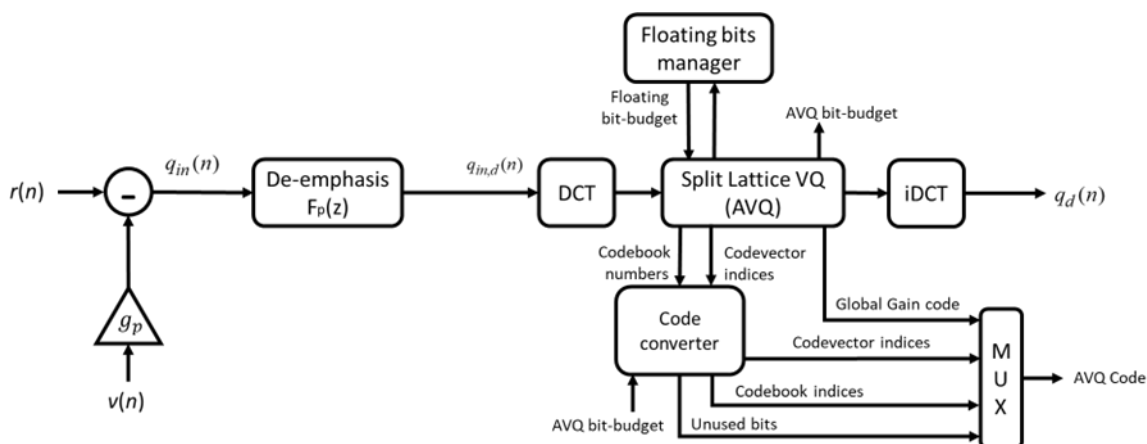 Floating bits
manager
Floating
bit-budget
AVQ bit-budget
r(n)
-
q_in(n)
De-emphasis
F_p(z)
q_in,d(n)
DCT
Split Lattice VQ
(AVQ)
iDCT
q_d(n)
g_p
v(n)
Codebook
numbers
Codevector
indices
Code
converter
Global Gain code
Codevector indices
Codebook indices
Unused bits
AVQ bit-budget
M
U
X
AVQ Code